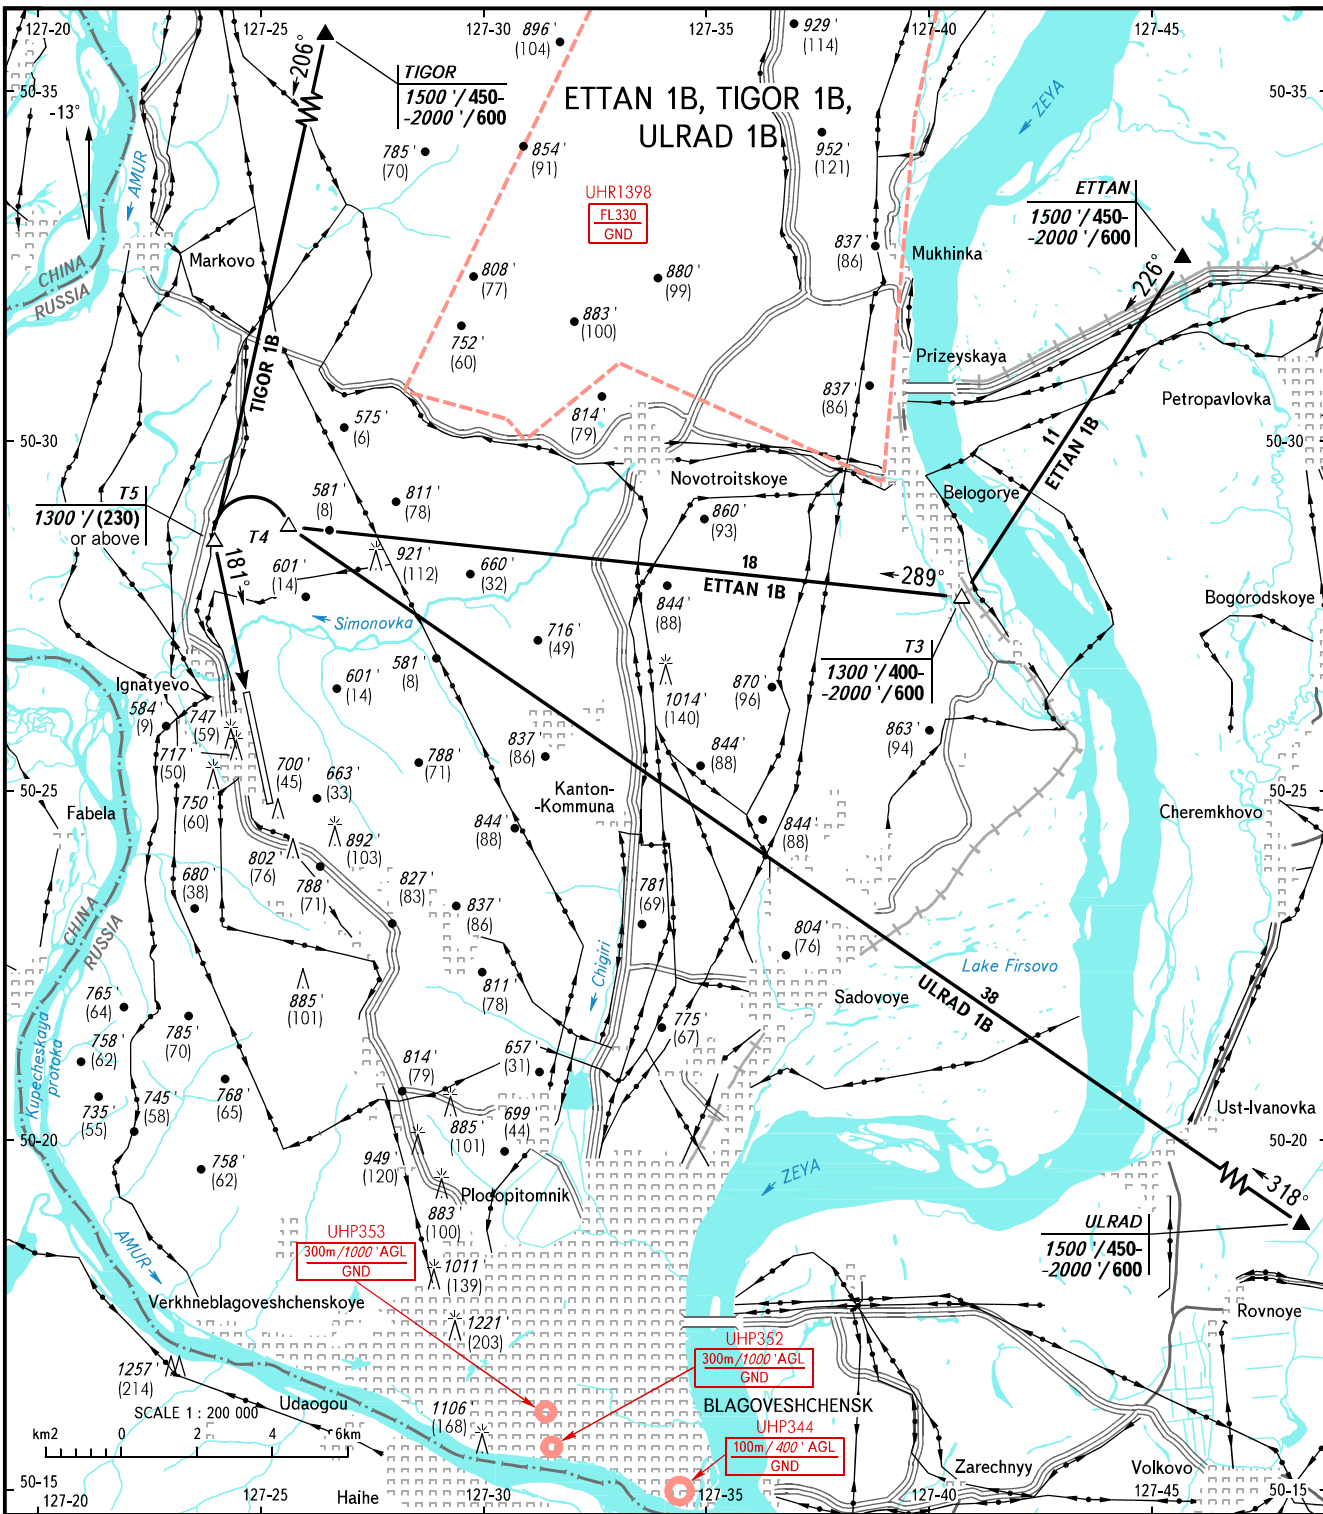 127-20
127-25
127-30
127-35
127-40
127-45
50-35
50-35
-13°
AMUR
206°
TIGOR
1500 '/450-
-2000 '/600
896 '
(104)
929 '
(114)
ETTAN 1B, TIGOR 1B,
ULRAD 1B
ZEYA
785 '
(70)
854 '
(91)
952 '
(121)
UHR1398
FL330
GND
ETTAN
1500 '/450-
-2000 '/600
226°
CHINA
RUSSIA
Markovo
808 '
(77)
880 '
(99)
837 '
(86)
Mukhinka
883 '
(100)
752 '
(60)
TIGOR 1B
Prizeyskaya
837 '
(86)
Petropavlovka
814 '
(79)
575 '
(6)
50-30
50-30
11
ETTAN 1B
Novotroitskoye
Belogorye
T5
1300 '/(230)
or above
581 '
(8)
811 '
(78)
860 '
(93)
T4
181°
601 '
(14)
921 '
(112)
660 '
(32)
18
ETTAN 1B
289°
844 '
(88)
Bogorodskoye
Simonovka
716 '
(49)
T3
1300 '/400-
-2000 '/600
581 '
(8)
601 '
(14)
1014 '
(140)
870 '
(96)
Ignatyevo
584 '
(9)
747 '
(59)
717 '
(50)
863 '
(94)
837 '
(86)
844 '
(88)
788 '
(71)
700 '
(45)
663 '
(33)
750 '
(60)
Kanton-
-Kommuna
50-25
50-25
Fabela
Cheremkhovo
844 '
(88)
844 '
(88)
892 '
(103)
802 '
(76)
788 '
(71)
680 '
(38)
827 '
(83)
837 '
(86)
781 '
(69)
804 '
(76)
CHINA
RUSSIA
Lake Firsovo
Chigiri
885 '
(101)
811 '
(78)
Sadovoye
38
ULRAD 1B
765 '
(64)
785 '
(70)
775 '
(67)
758 '
(62)
Kupecheskaya
protoka
657 '
(31)
814 '
(79)
768 '
(65)
735 '
(55)
745 '
(58)
885 '
(101)
699 '
(44)
Ust-Ivanovka
50-20
50-20
949 '
(120)
758 '
(62)
ZEYA
318°
Plodopitomnik
883 '
(100)
ULRAD
1500 '/450-
-2000 '/600
UHP353
300m/1000 'AGL
GND
AMUR
1011 '
(139)
Verkhneblagoveshchenskoye
Rovnoye
1221 '
(203)
UHP352
300m/1000 'AGL
GND
1257 '
(214)
Udaogou
BLAGOVESHCHENSK
1106 '
(168)
SCALE 1 : 200 000
km2 0 2 4 6km
UHP344
100m/400 ' AGL
GND
Zarechnyy
Volkovo
50-15
50-15
Haihe
127-20
127-25
127-30
127-35
127-40
127-45